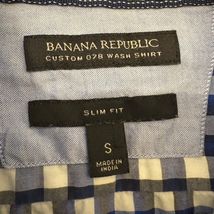 BANANA REPUBLIC
CUSTOM 078 WASH SHIRT
SLIM FIT
S
MADE IN
INDIA